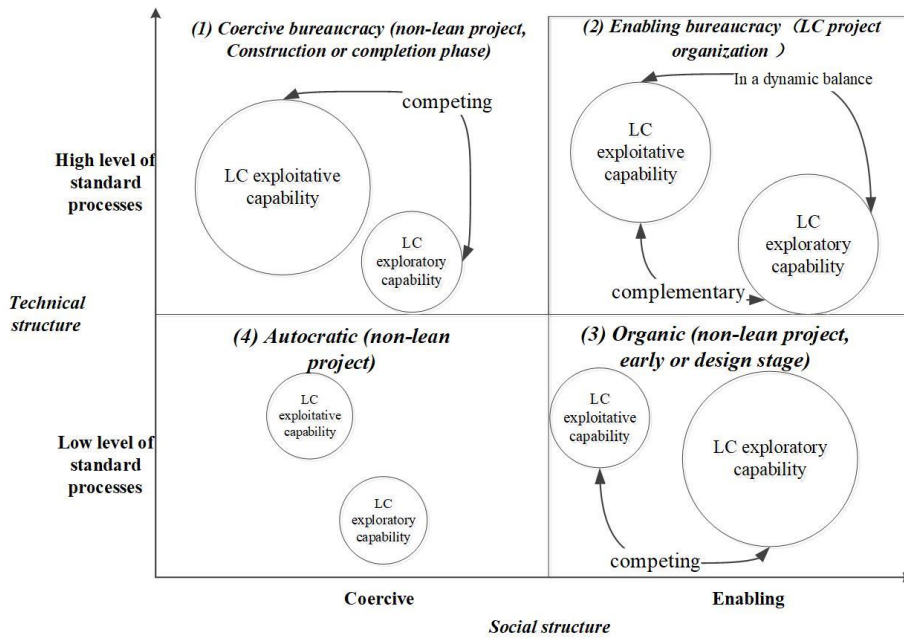 (1) Coercive bureaucracy (non-lean project,
Construction or completion phase)
competing
LC exploitative
capability
LC
exploratory
capability
(2) Enabling bureaucracy（LC project
organization ）
In a dynamic balance
LC
exploitative
capability
LC
exploratory
capability
complementary
High level of
standard
processes
Technical
structure
(4) Autocratic (non-lean
project)
LC
exploitative
capability
LC
exploratory
capability
(3) Organic (non-lean project,
early or design stage)
LC
exploitative
capability
LC exploratory
capability
competing
Low level of
standard
processes
Coercive
Enabling
Social structure